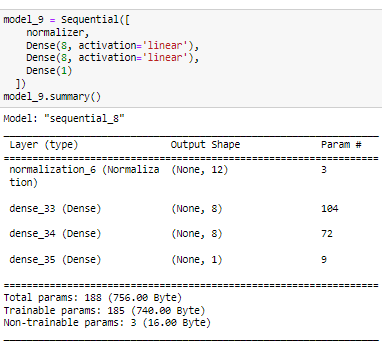 model_9 = Sequential([
normalizer,
Dense(8, activation='linear'),
Dense(8, activation='linear'),
Dense(1)
])
model_9.summary()
Model: "sequential_8"
Layer (type) Output Shape Param #
normalization_6 (Normaliza (None, 12) 3
tion)
dense_33 (Dense) (None, 8) 104
dense_34 (Dense) (None, 8) 72
dense_35 (Dense) (None, 1) 9
Total params: 188 (756.00 Byte)
Trainable params: 185 (740.00 Byte)
Non-trainable params: 3 (16.00 Byte)